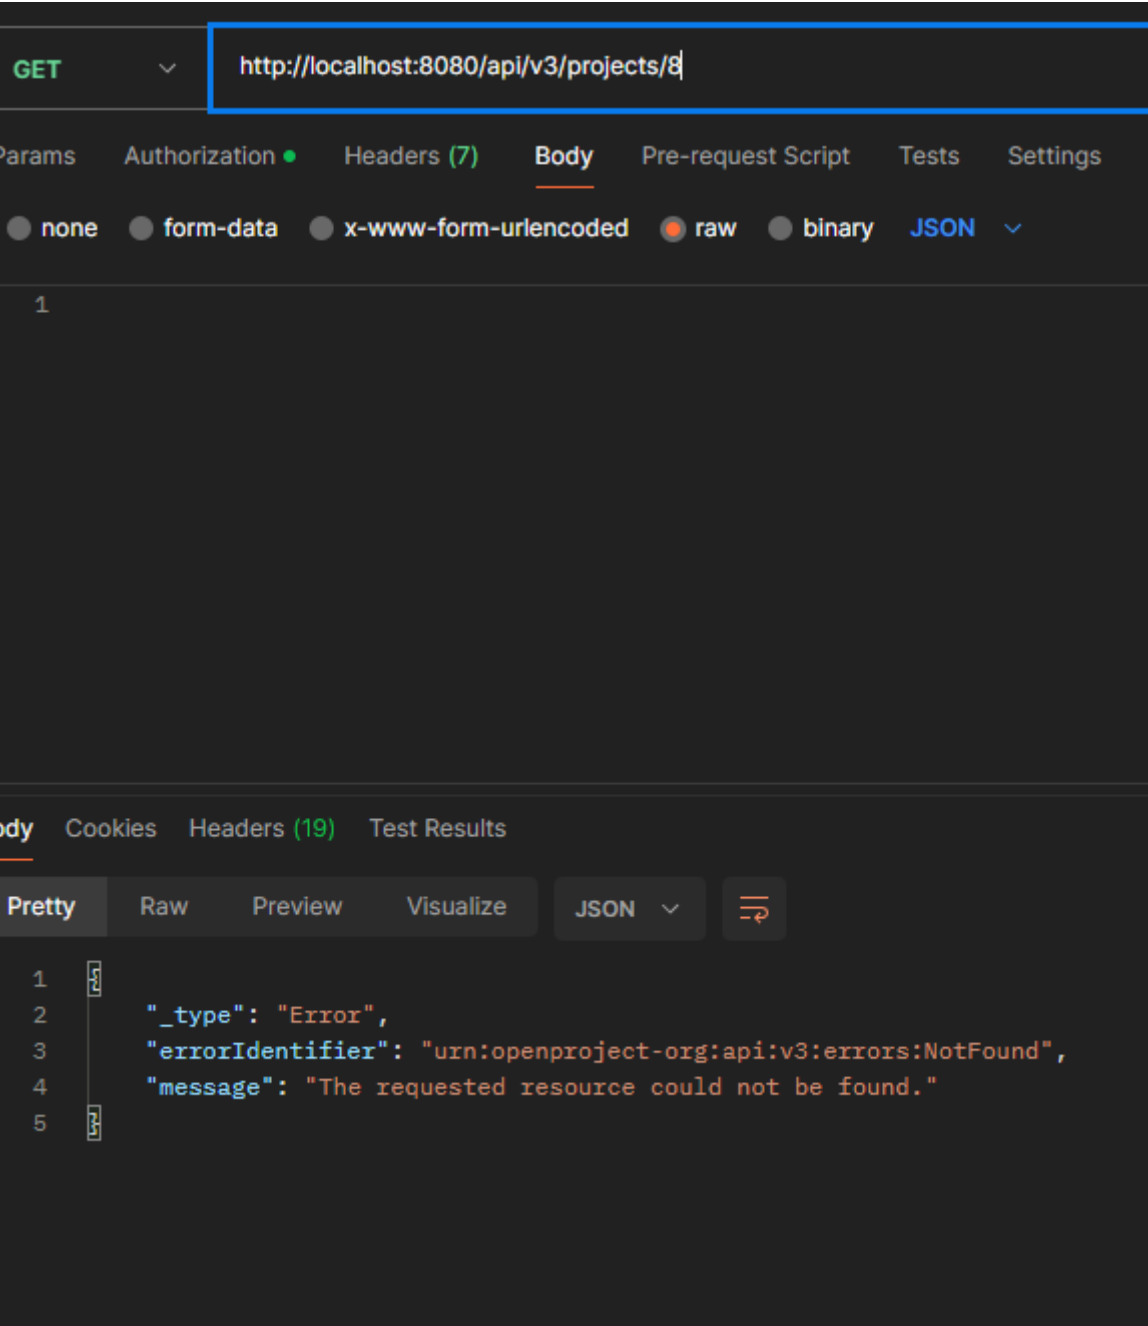 GET http://localhost:8080/api/v3/projects/8
Params Authorization Headers (7) Body Pre-request Script Tests Settings
none form-data x-www-form-urlencoded raw binary JSON
1
ody Cookies Headers (19) Test Results
Pretty Raw Preview Visualize JSON
1 {
2 "_type": "Error",
3 "errorIdentifier": "urn:openproject-org:api:v3:errors:NotFound",
4 "message": "The requested resource could not be found."
5 }